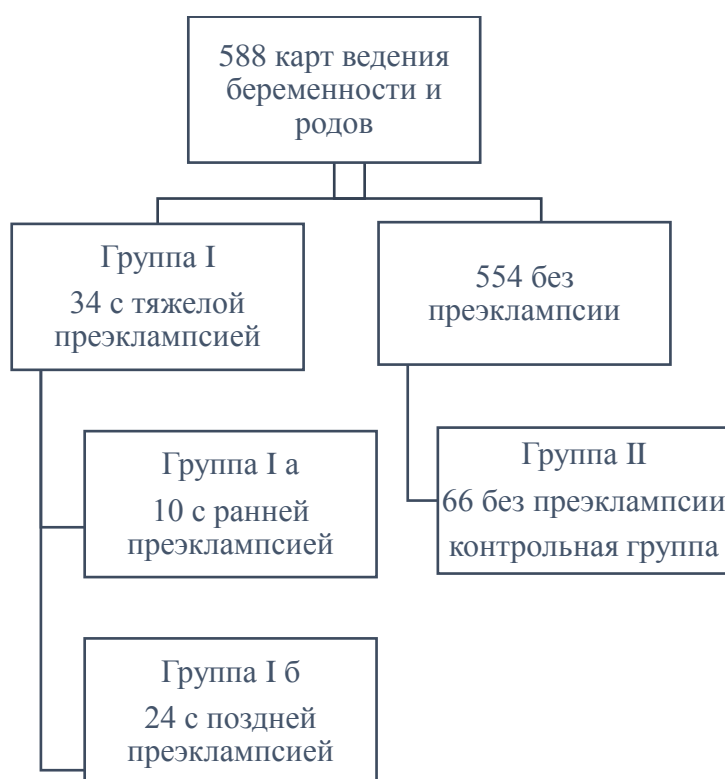 588 карт ведения
беременности и
родов
Группа I
34 с тяжелой
преэклампсией
554 без
преэклампсии
Группа I а
10 с ранней
преэклампсией
Группа II
66 без преэклампсии
контрольная группа
Группа I б
24 с поздней
преэклампсией